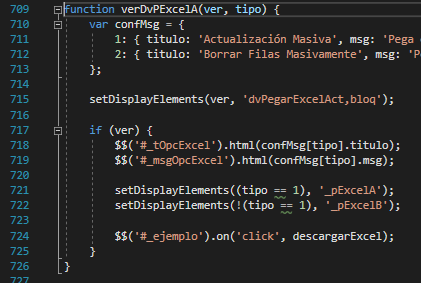 709 function verDvPExcelA(ver, tipo) {
710 var confMsg = {
711 1: { titulo: 'Actualización Masiva', msg: 'Pega
712 2: { titulo: 'Borrar Filas Masivamente', msg: 'P
713 };
714
715 setDisplayElements(ver, 'dvPegarExcelAct,bloq');
716
717 if (ver) {
718 $$('#_tOpcExcel').html(confMsg[tipo].titulo);
719 $$('#_msgOpcExcel').html(confMsg[tipo].msg);
720
721 setDisplayElements((tipo == 1), '_pExcelA');
722 setDisplayElements(!(tipo == 1), '_pExcelB');
723
724 $$('#_ejemplo').on('click', descargarExcel);
725 }
726 }
727